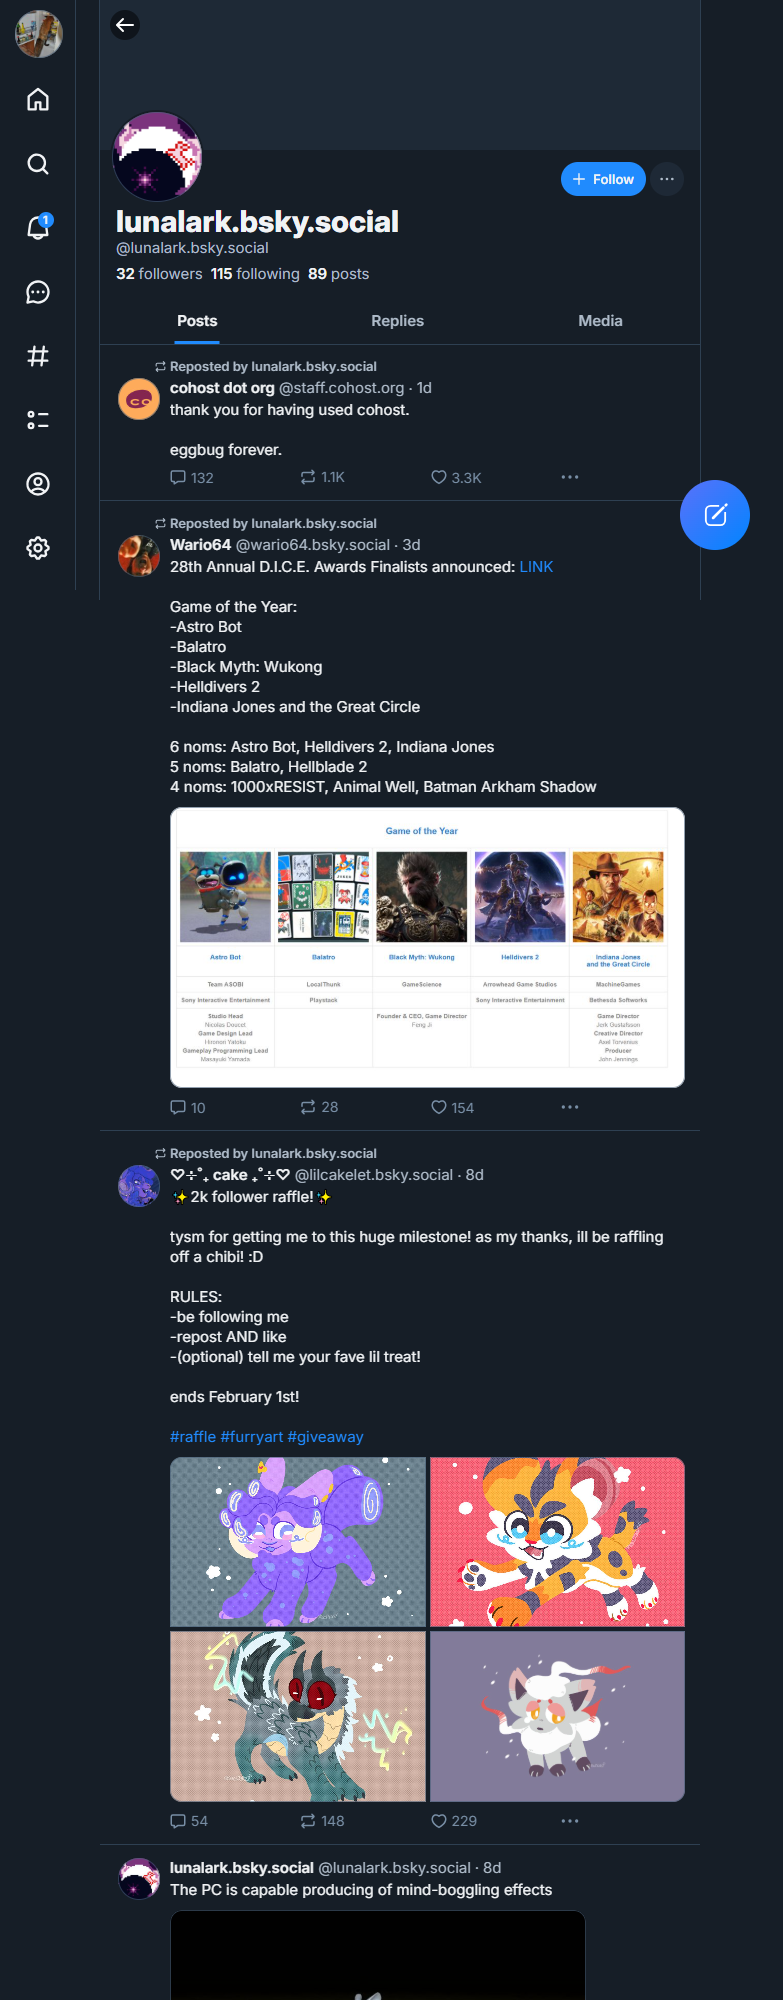 1
+ Follow
lunalark.bsky.social
@lunalark.bsky.social
32 followers 115 following 89 posts
Posts Replies Media
Reposted by lunalark.bsky.social
cohost dot org @staff.cohost.org · 1d
thank you for having used cohost.
eggbug forever.
132 1.1K 3.3K
Reposted by lunalark.bsky.social
Wario64 @wario64.bsky.social · 3d
28th Annual D.I.C.E. Awards Finalists announced: LINK
Game of the Year:
-Astro Bot
-Balatro
-Black Myth: Wukong
-Helldivers 2
-Indiana Jones and the Great Circle
6 noms: Astro Bot, Helldivers 2, Indiana Jones
5 noms: Balatro, Hellblade 2
4 noms: 1000xRESIST, Animal Well, Batman Arkham Shadow
Game of the Year
Astro Bot Balatro Black Myth: Wukong Helldivers 2 Indiana Jones
and the Great Circle
Team ASOBI LocalThunk GameScience Arrowhead Game Studios MachineGames
Sony Interactive Entertainment Playstack Sony Interactive Entertainment Bethesda Softworks
Studio Head Founder & CEO, Game Director Game Director
Nicolas Doucet Feng Ji Jerk Gustafsson
Game Design Lead Creative Director
Axel Torvenius
Gameplay Programming Lead Producer
Masayuki Yamada John Jennings
10 28 154
Reposted by lunalark.bsky.social
♡÷˚₊ cake ₊˚÷♡ @lilcakelet.bsky.social · 8d
✨2k follower raffle!✨
tysm for getting me to this huge milestone! as my thanks, ill be raffling
off a chibi! :D
RULES:
-be following me
-repost AND like
-(optional) tell me your fave lil treat!
ends February 1st!
#raffle #furryart #giveaway
54 148 229
lunalark.bsky.social @lunalark.bsky.social · 8d
The PC is capable producing of mind-boggling effects